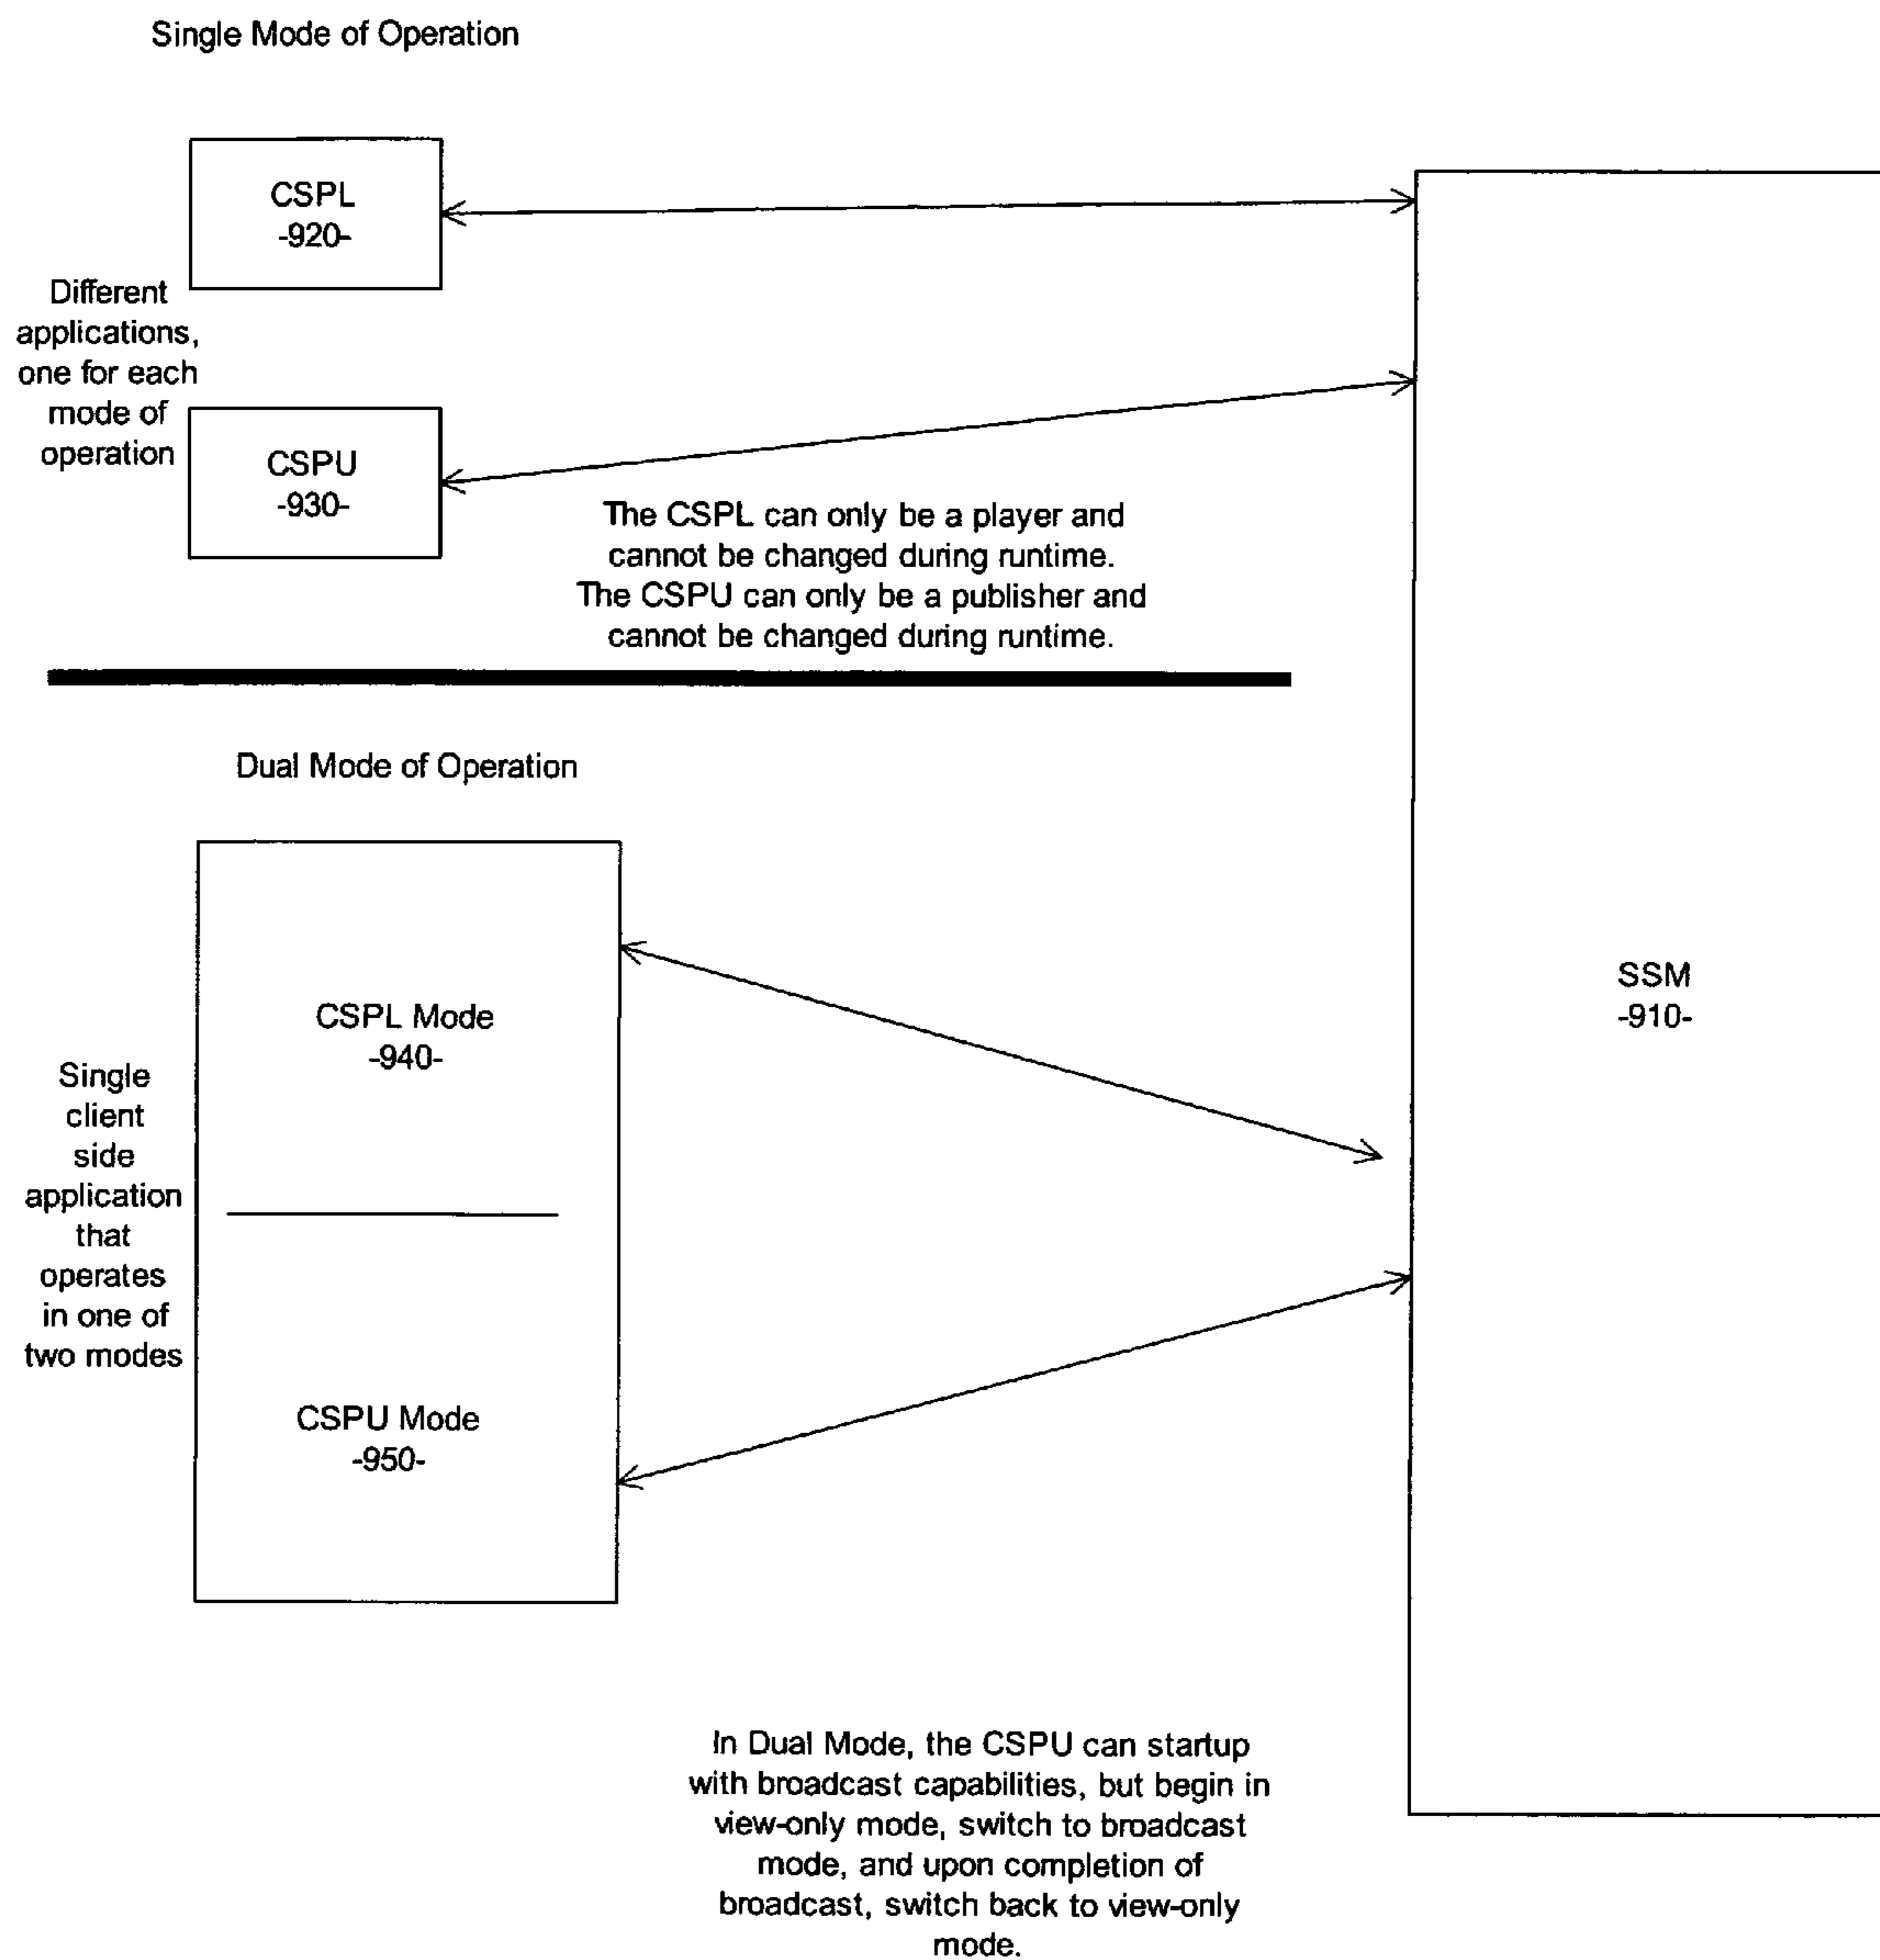 Single Mode of Operation
CSPL
-920-
Different
applications,
one for each
mode of
operation
CSPU
-930-
The CSPL can only be a player and
cannot be changed during runtime.
The CSPU can only be a publisher and
cannot be changed during runtime.
Dual Mode of Operation
CSPL Mode
-940-
SSM
-910-
Single
client
side
application
that
operates
in one of
two modes
CSPU Mode
-950-
In Dual Mode, the CSPU can startup
with broadcast capabilities, but begin in
view-only mode, switch to broadcast
mode, and upon completion of
broadcast, switch back to view-only
mode.